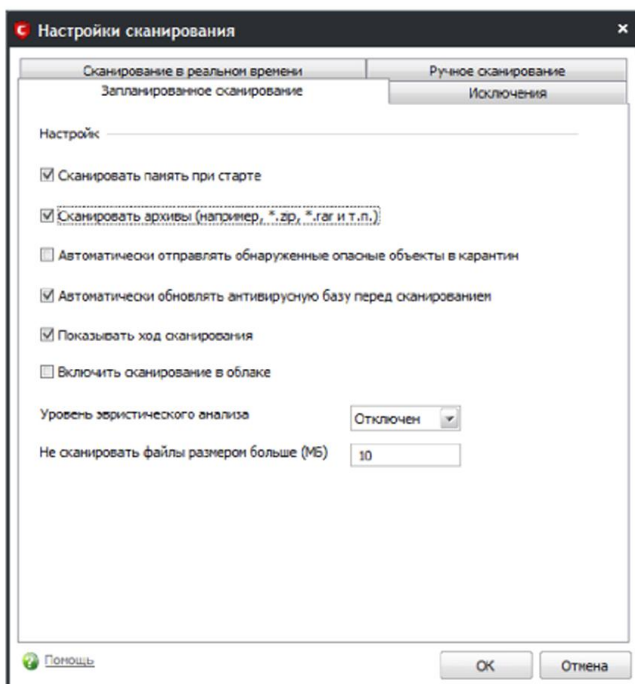 Настройки сканирования
Сканирование в реальном времени
Ручное сканирование
Запланированное сканирование
Исключения
Настройк
Сканировать память при старте
Сканировать архивы (например, *.zip, *.rar и т.п.)
Автоматически отправлять обнаруженные опасные объекты в карантин
Автоматически обновлять антивирусную базу перед сканированием
Показывать ход сканирования
Включить сканирование в облаке
Уровень эвристического анализа
Отключен
Не сканировать файлы размером больше (МБ)
10
Помощь
OK
Отмена